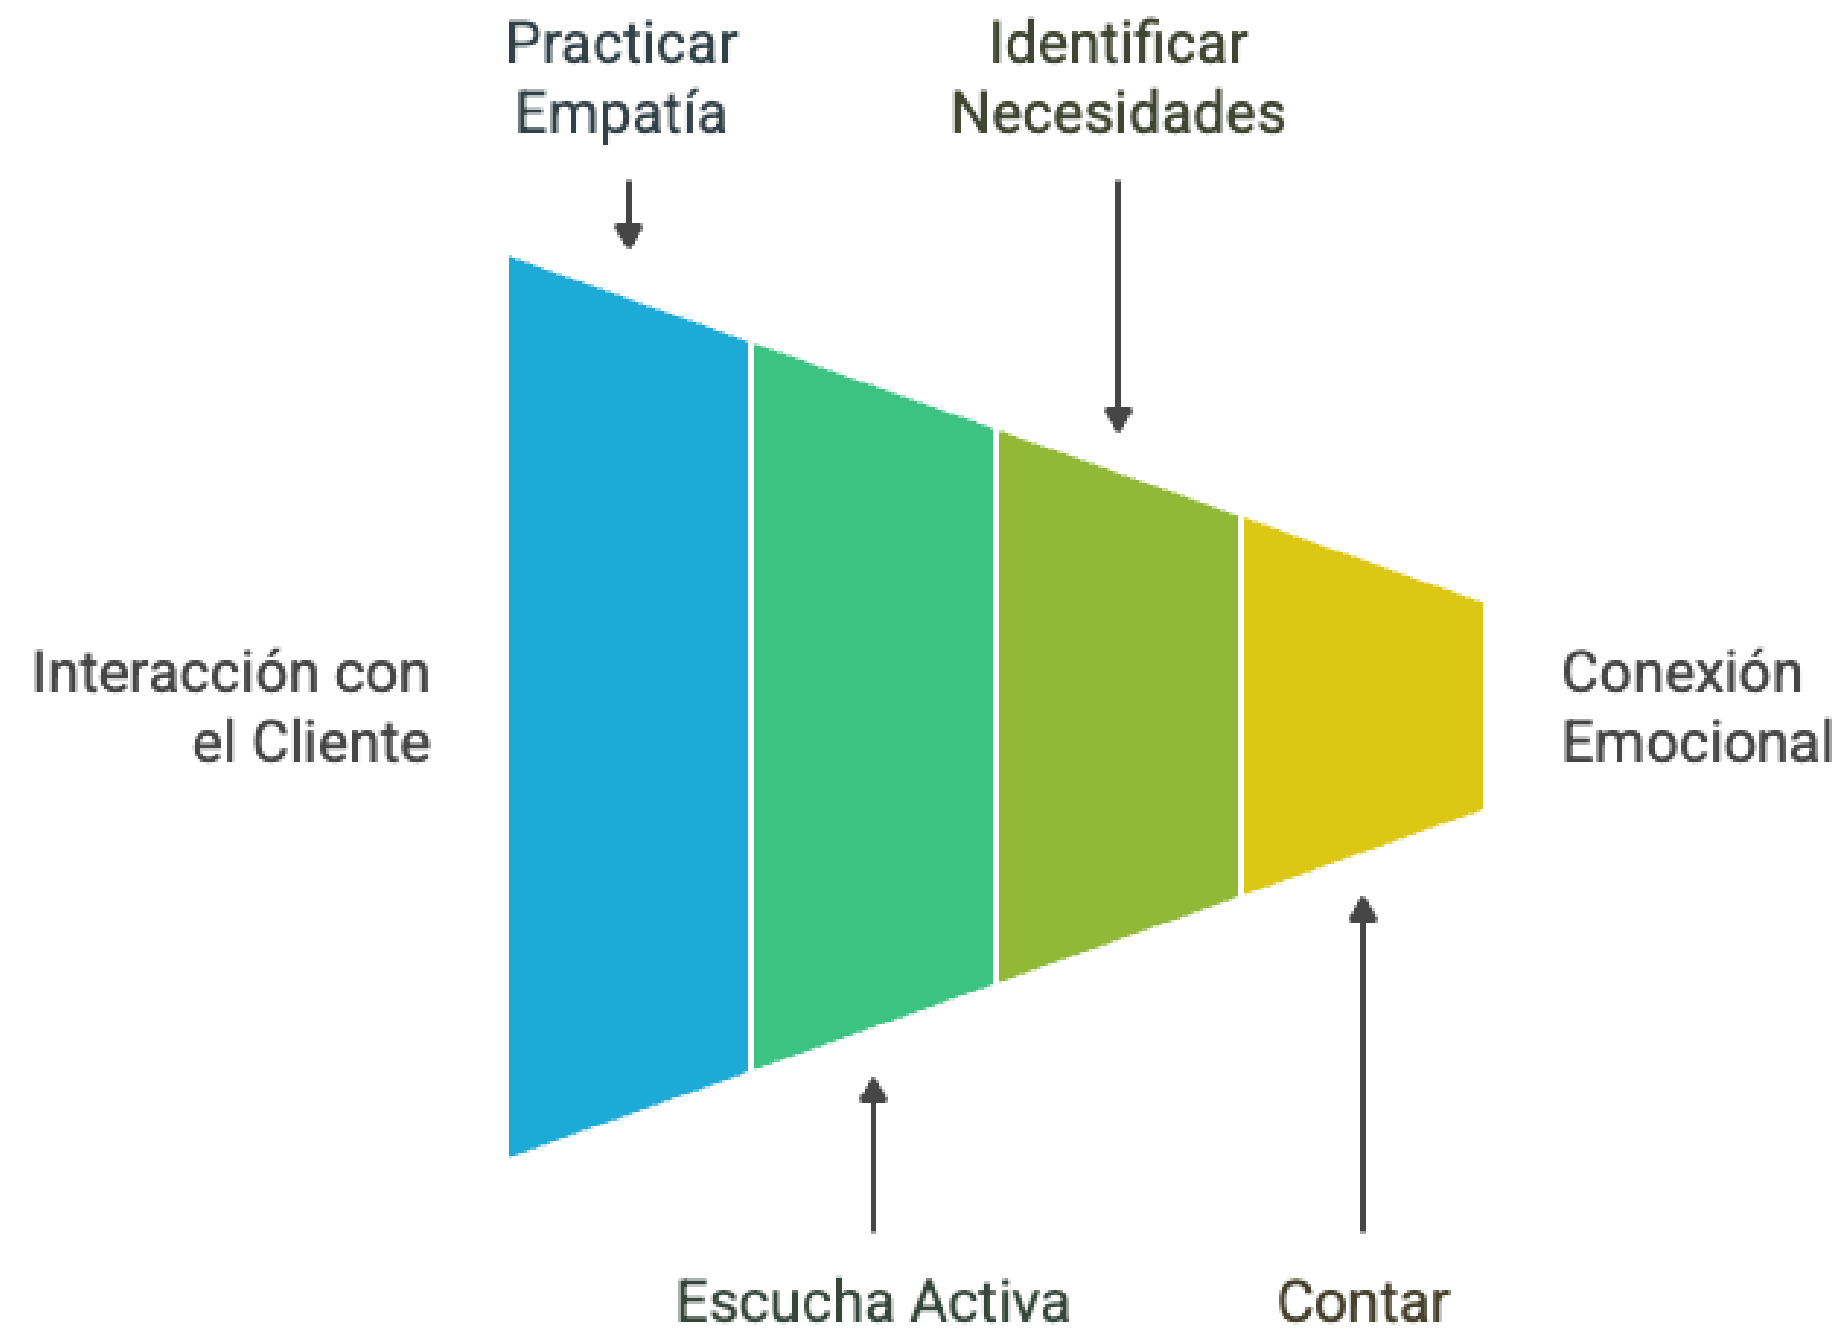 Practicar
Empatía
Identificar
Necesidades
Interacción con
el Cliente
Conexión
Emocional
Escucha Activa
Contar